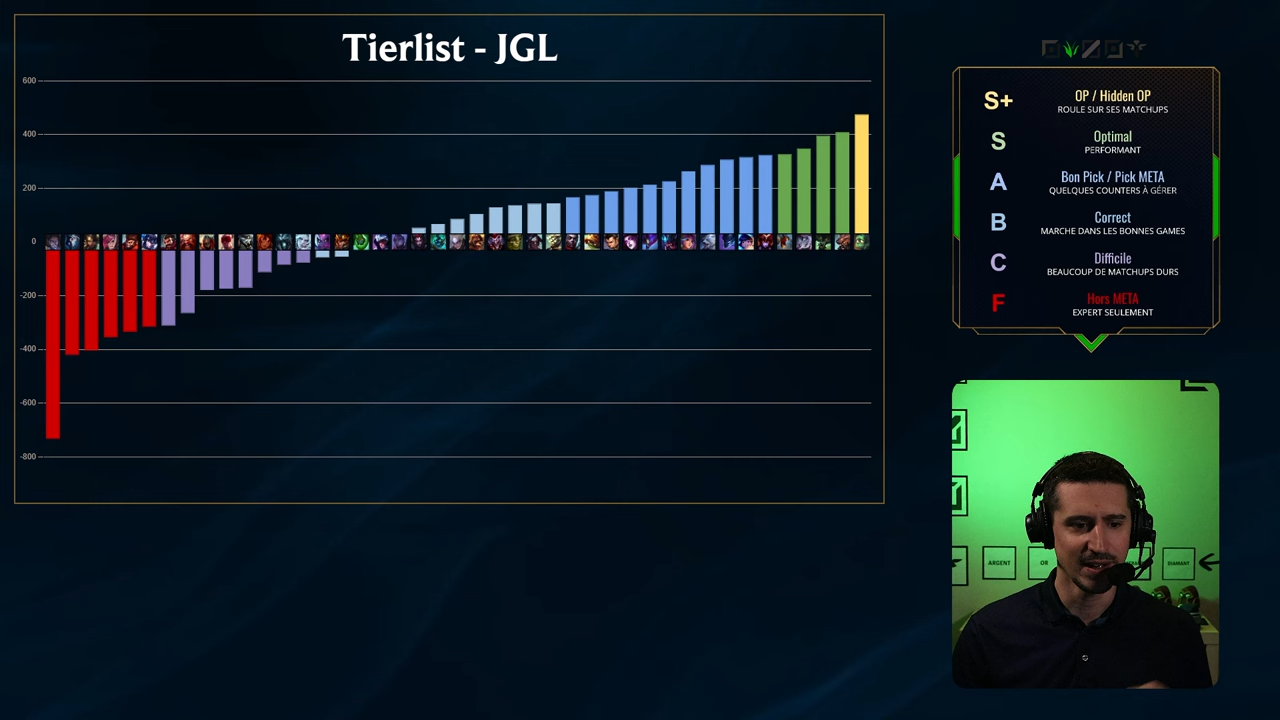 Tierlist - JGL
600
400
200
0
-200
-400
-600
-800
S+
OP / Hidden OP
ROULE SUR SES MATCHUPS
S
Optimal
PERFORMANT
A
Bon Pick / Pick META
QUELQUES COUNTERS À GÉRER
B
Correct
MARCHE DANS LES BONNES GAMES
C
Difficile
BEAUCOUP DE MATCHUPS DURS
F
Hors META
EXPERT SEULEMENT
ARGENT
OR
DIAMANT